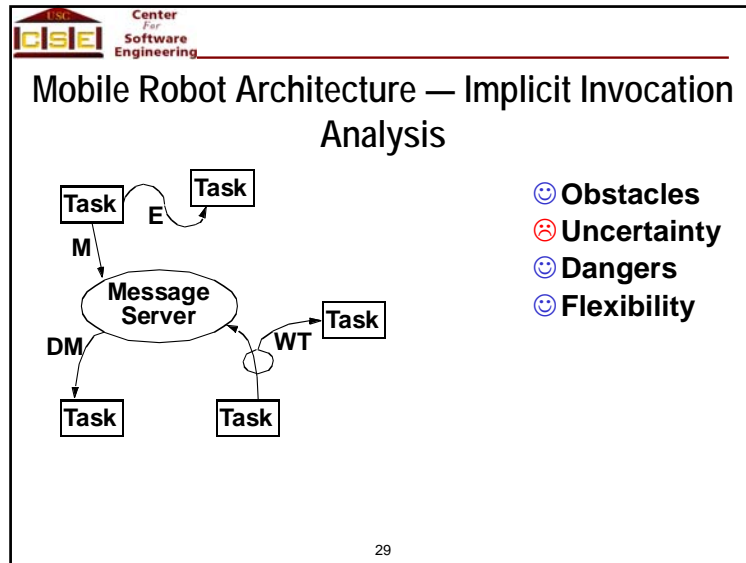 USC
CSE
Center
For
Software
Engineering
Mobile Robot Architecture — Implicit Invocation
Analysis
Task
E
Task
M
Message
Server
DM
WT
Task
Task
Task
☺ Obstacles
☹ Uncertainty
☺ Dangers
☺ Flexibility
29